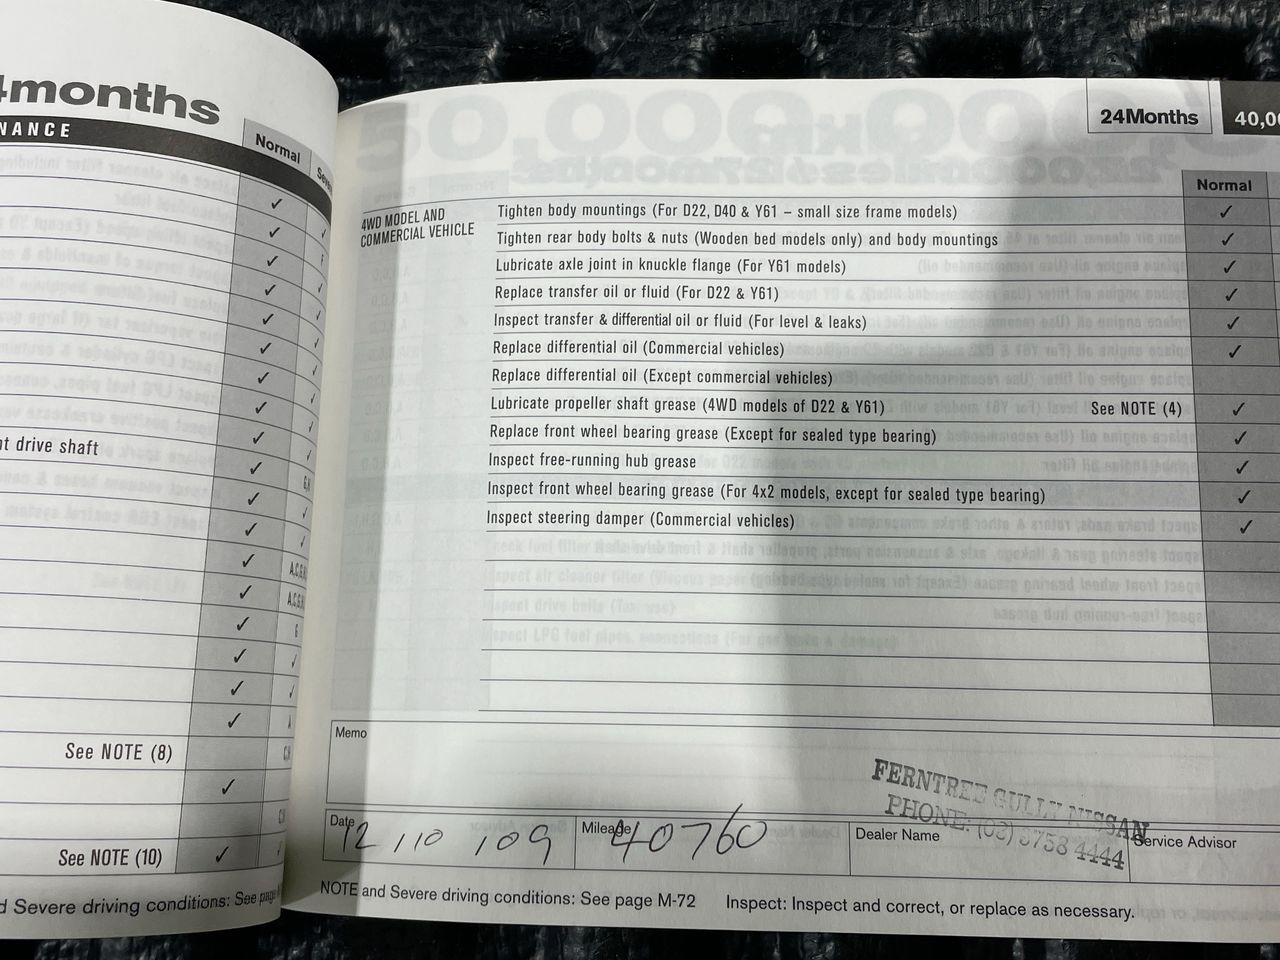 4months
NANCE
Normal
nt drive shaft
G,H
A,C,G,H
A,C,G,H
G
A
See NOTE (8)
See NOTE (10)
d Severe driving conditions: See page
24Months
40,00
Normal
4WD MODEL AND
COMMERCIAL VEHICLE
Tighten body mountings (For D22, D40 & Y61 – small size frame models) ✓
Tighten rear body bolts & nuts (Wooden bed models only) and body mountings ✓
Lubricate axle joint in knuckle flange (For Y61 models) ✓
Replace transfer oil or fluid (For D22 & Y61) ✓
Inspect transfer & differential oil or fluid (For level & leaks) ✓
Replace differential oil (Commercial vehicles) ✓
Replace differential oil (Except commercial vehicles)
Lubricate propeller shaft grease (4WD models of D22 & Y61) See NOTE (4) ✓
Replace front wheel bearing grease (Except for sealed type bearing) ✓
Inspect free-running hub grease ✓
Inspect front wheel bearing grease (For 4x2 models, except for sealed type bearing) ✓
Inspect steering damper (Commercial vehicles) ✓
Memo
FERNTREE GULLY NISSAN
PHONE: (03) 9758 4444
Date 12 / 10 / 09
Mileage 40760
Dealer Name
Service Advisor
NOTE and Severe driving conditions: See page M-72 Inspect: Inspect and correct, or replace as necessary.